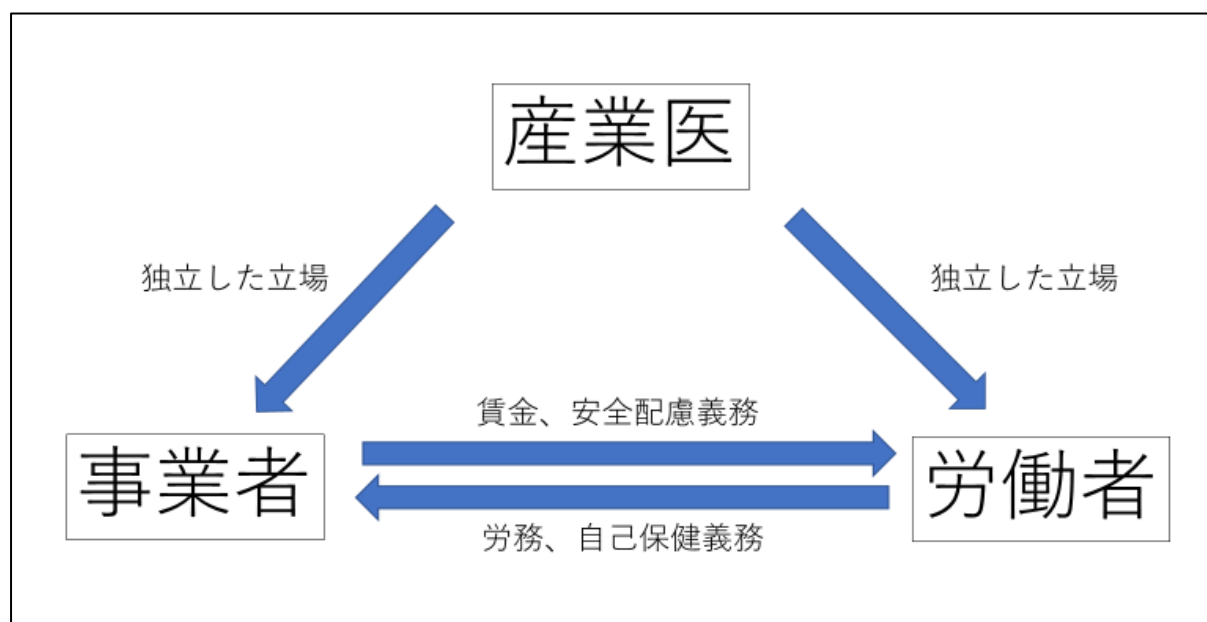 産業医
独立した立場
独立した立場
賃金、安全配慮義務
事業者
労働者
労務、自己保健義務